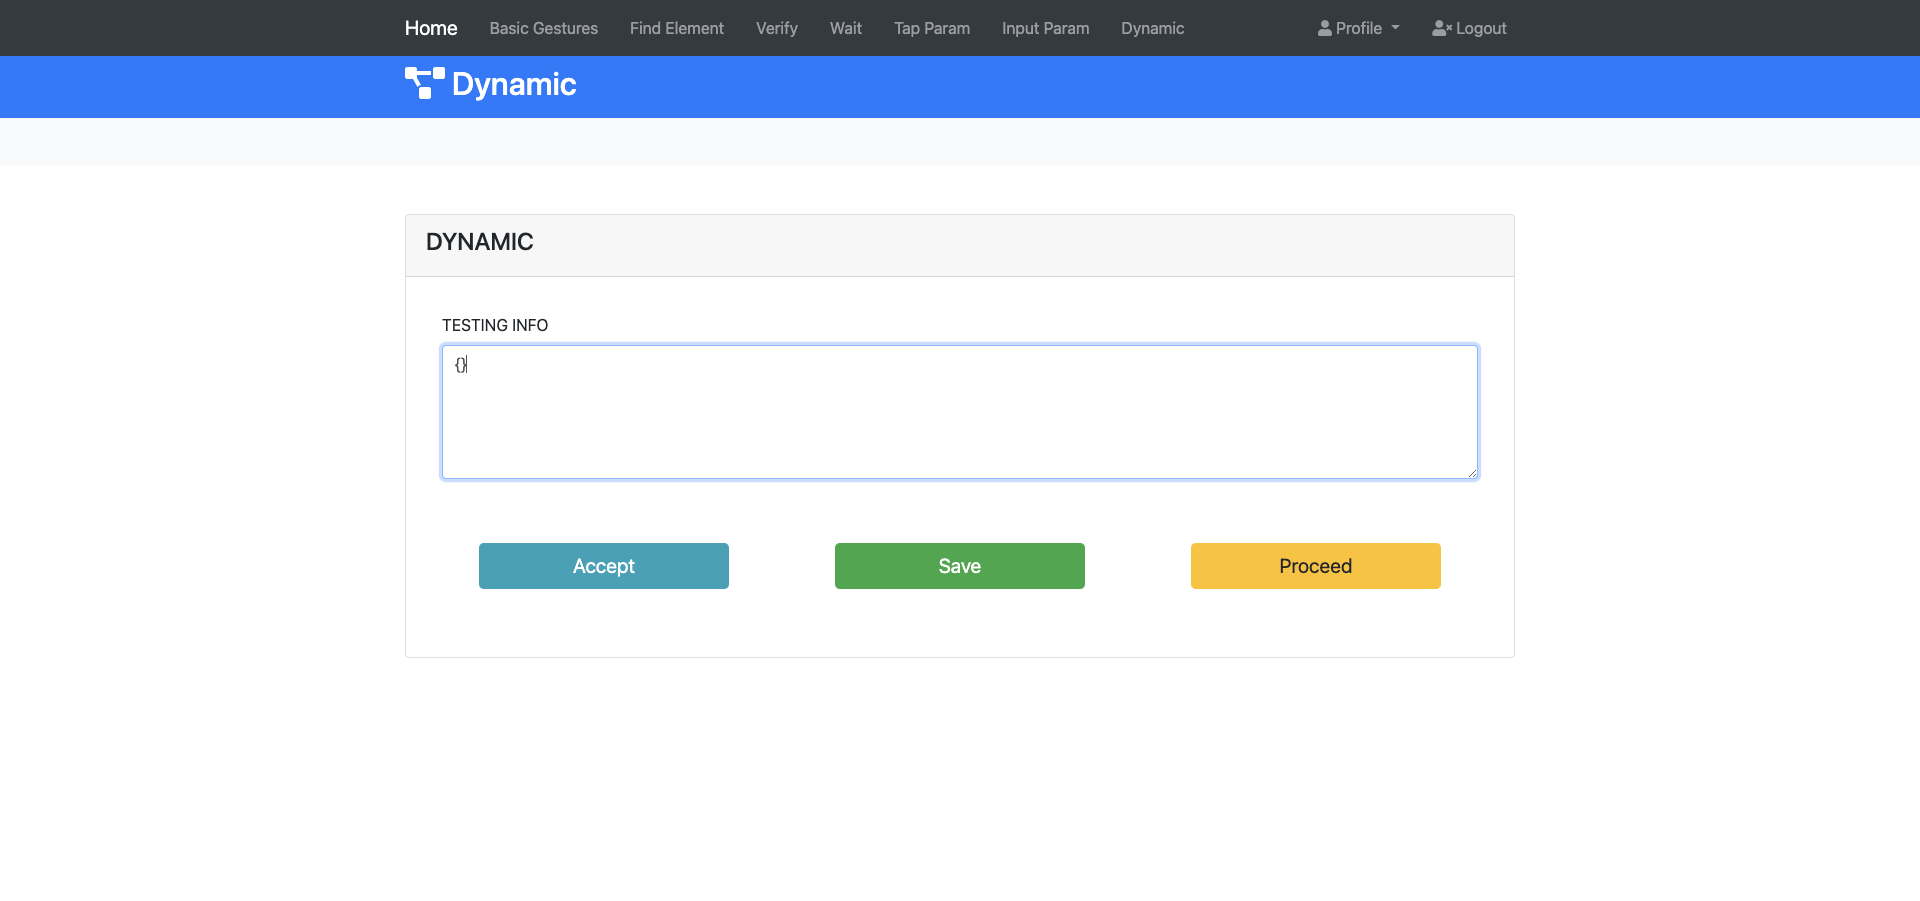 Home Basic Gestures Find Element Verify Wait Tap Param Input Param Dynamic Profile Logout
Dynamic
DYNAMIC
TESTING INFO
{}
Accept Save Proceed